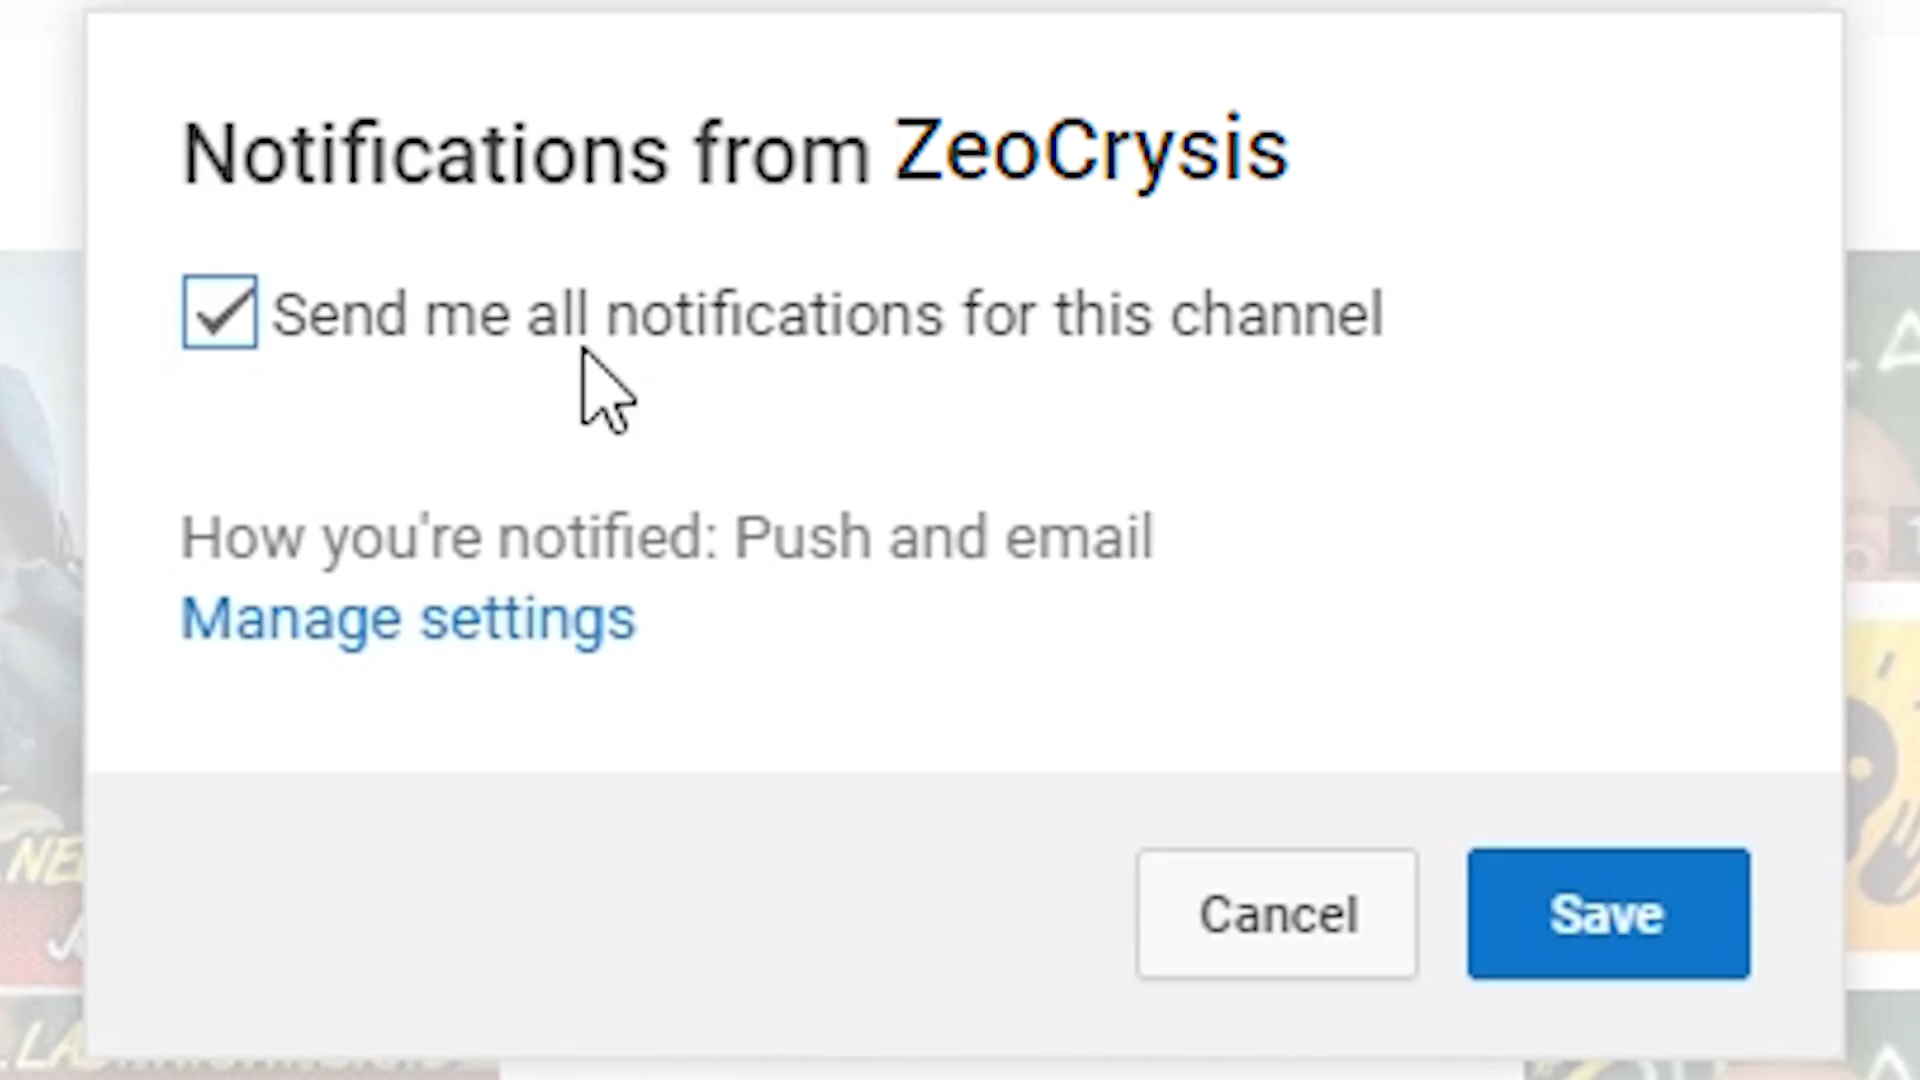 Notifications from ZeoCrysis
Send me all notifications for this channel
How you're notified: Push and email
Manage settings
Cancel
Save